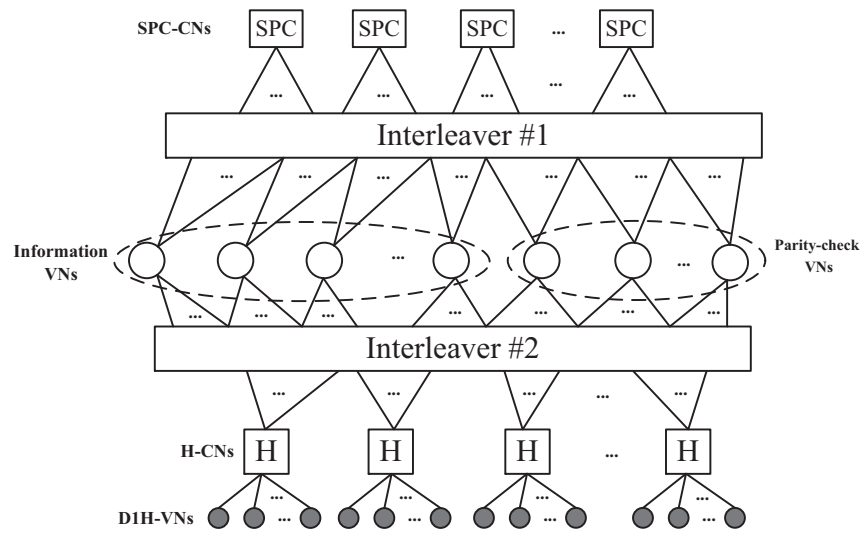 SPC-CNs SPC SPC SPC ... SPC
... ... ... ... ...
Interleaver #1
... ... ... ... ... ... ...
Information
VNs
... ...
Parity-check
VNs
... ... ... ... ... ... ...
Interleaver #2
... ... ... ...
H-CNs H H H ... H
... ... ... ...
D1H-VNs ... ... ... ...